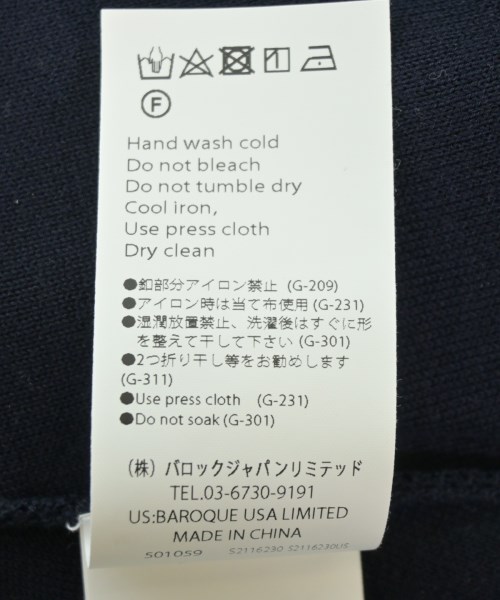 F
Hand wash cold
Do not bleach
Do not tumble dry
Cool iron,
Use press cloth
Dry clean
●釦部分アイロン禁止 (G-209)
●アイロン時は当て布使用(G-231)
●湿潤放置禁止、洗濯後はすぐに形
を整えて干して下さい (G-301)
●2つ折り干し等をお勧めします
(G-311)
●Use press cloth (G-231)
●Do not soak(G-301)
(株) バロックジャパンリミテッド
TEL.03-6730-9191
US:BAROQUE USA LIMITED
MADE IN CHINA
501059 S2116230 S2116230US